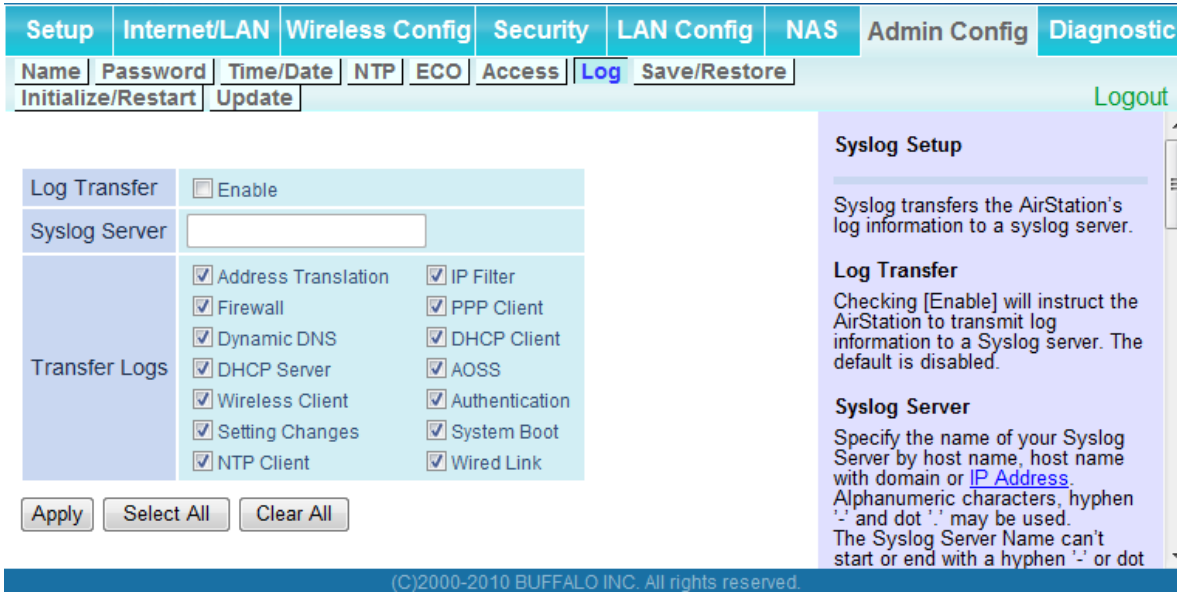 Setup Internet/LAN Wireless Config Security LAN Config NAS Admin Config Diagnostic
Name Password Time/Date NTP ECO Access Log Save/Restore
Initialize/Restart Update
Logout
Log Transfer Enable
Syslog Server
Transfer Logs
Address Translation IP Filter
Firewall PPP Client
Dynamic DNS DHCP Client
DHCP Server AOSS
Wireless Client Authentication
Setting Changes System Boot
NTP Client Wired Link
Apply Select All Clear All
Syslog Setup
Syslog transfers the AirStation's
log information to a syslog server.
Log Transfer
Checking [Enable] will instruct the
AirStation to transmit log
information to a Syslog server. The
default is disabled.
Syslog Server
Specify the name of your Syslog
Server by host name, host name
with domain or IP Address.
Alphanumeric characters, hyphen
'-' and dot '.' may be used.
The Syslog Server Name can't
start or end with a hyphen '-' or dot
(C)2000-2010 BUFFALO INC. All rights reserved.